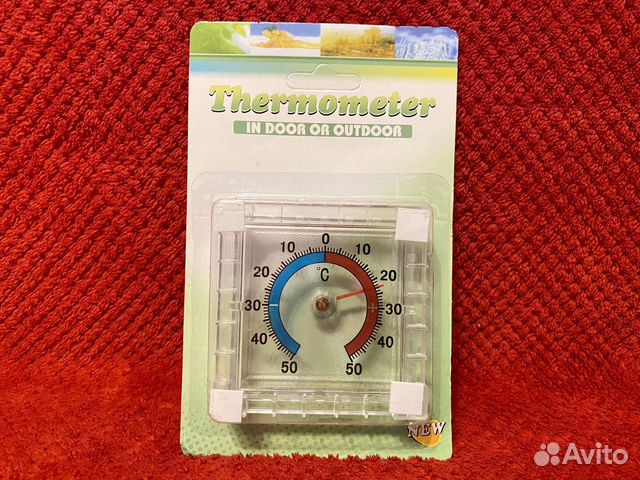 Thermometer
IN DOOR OR OUTDOOR
0
10 10
°C
20 20
30 30
40 40
50 50
NEW
Avito